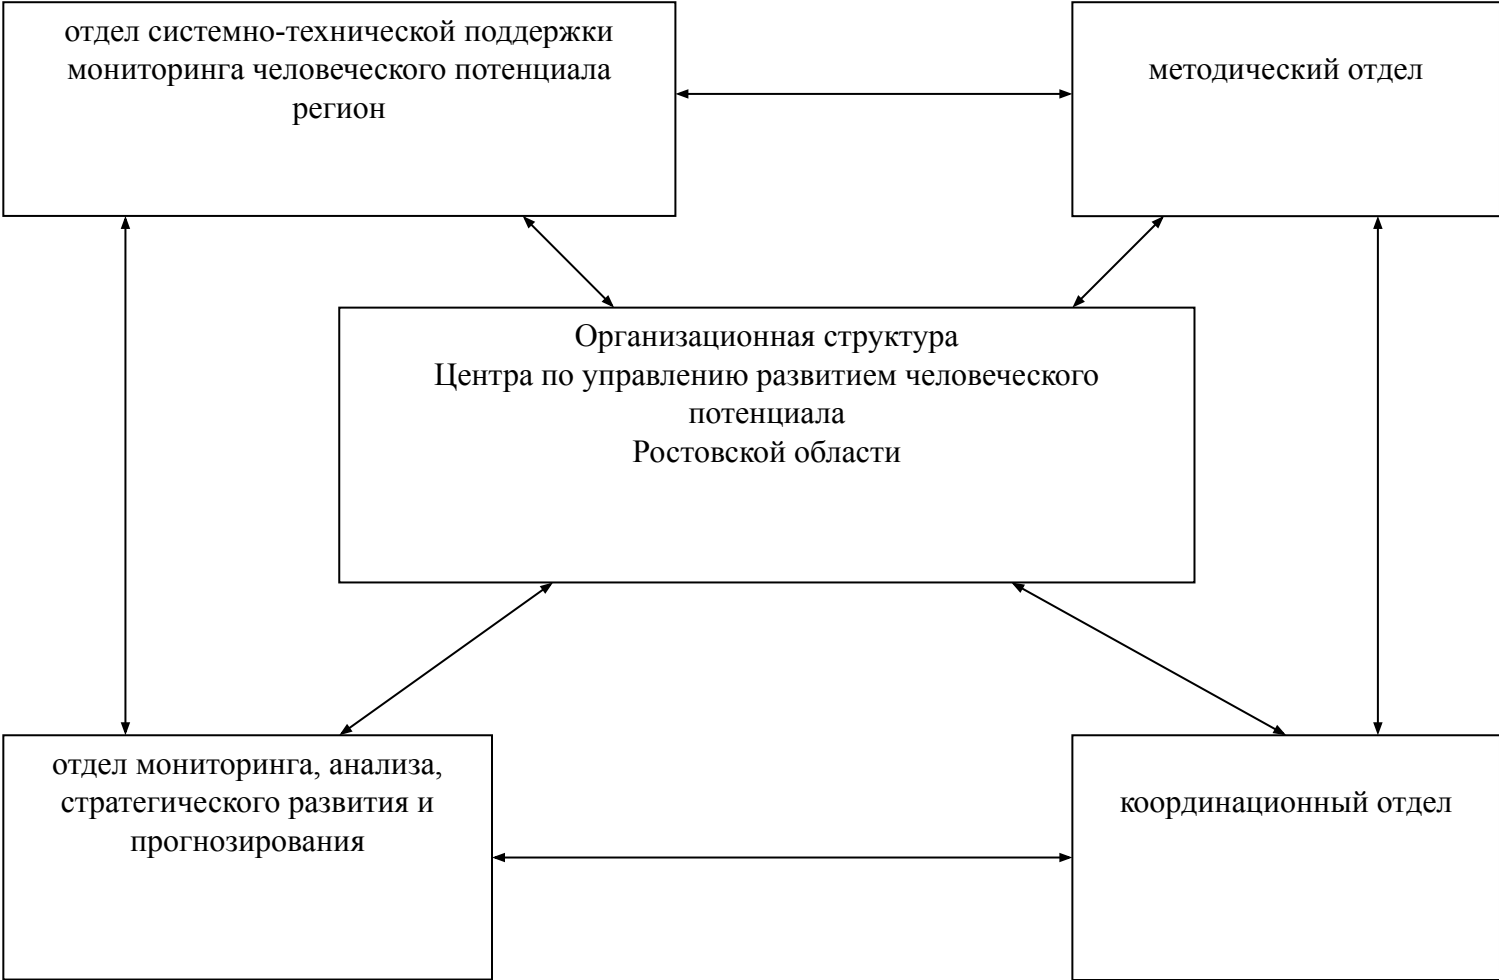 отдел системно-технической поддержки
мониторинга человеческого потенциала
регион
методический отдел
Организационная структура
Центра по управлению развитием человеческого
потенциала
Ростовской области
отдел мониторинга, анализа,
стратегического развития и
прогнозирования
координационный отдел